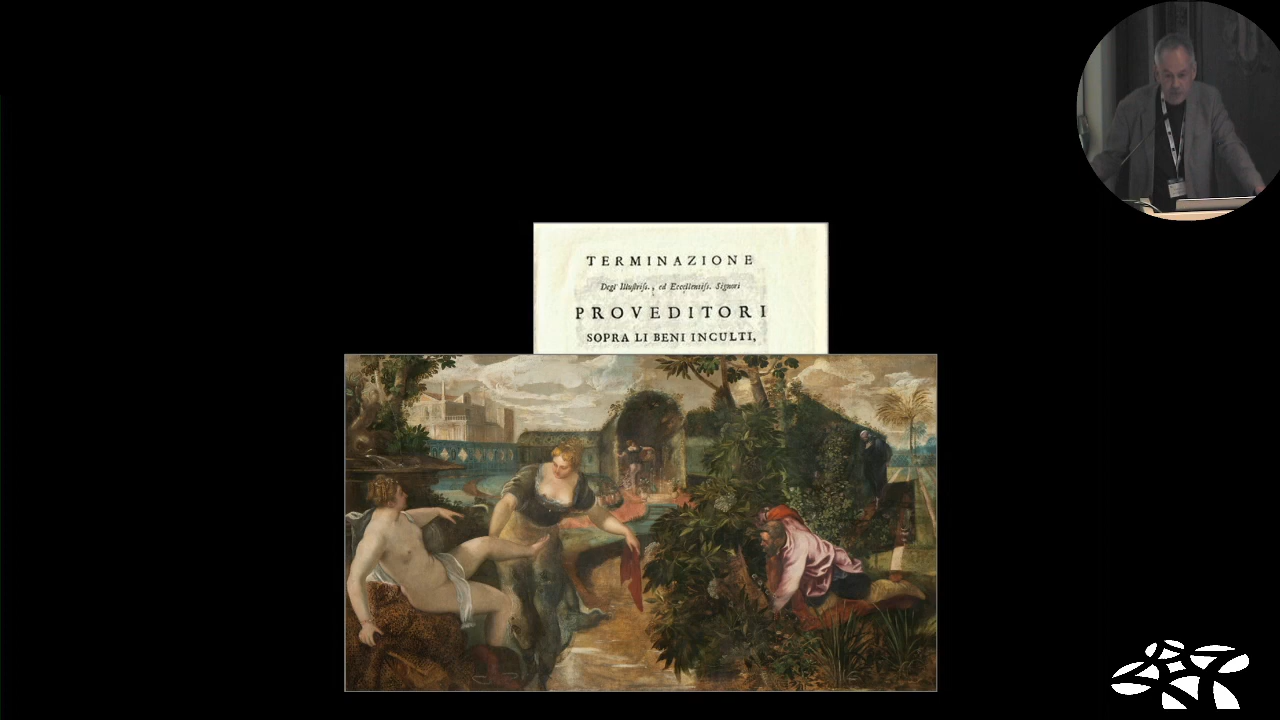 TERMINAZIONE
Degl' Illustriſs., ed Eccellentiſs. Signori
PROVEDITORI
SOPRA LI BENI INCULTI,